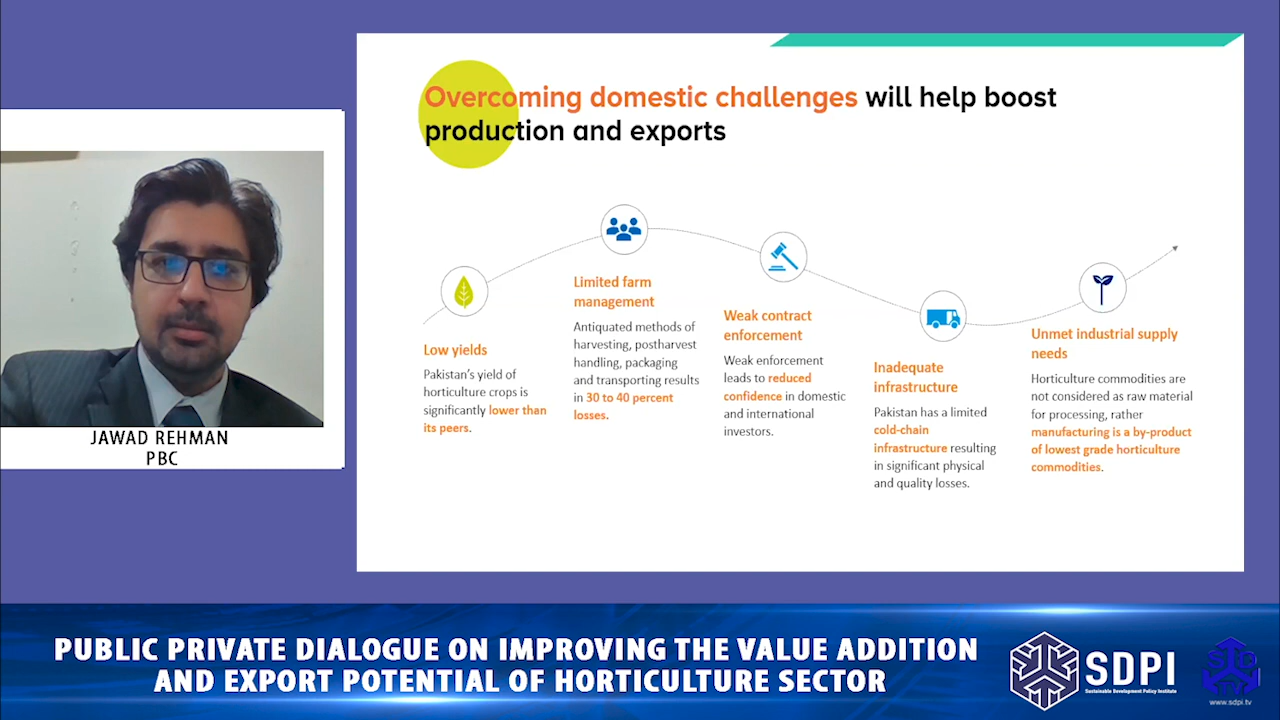 Overcoming domestic challenges will help boost
production and exports
Low yields
Pakistan's yield of
horticulture crops is
significantly lower than
its peers.
Limited farm
management
Antiquated methods of
harvesting, postharvest
handling, packaging
and transporting results
in 30 to 40 percent
losses.
Weak contract
enforcement
Weak enforcement
leads to reduced
confidence in domestic
and international
investors.
Inadequate
infrastructure
Pakistan has a limited
cold-chain
infrastructure resulting
in significant physical
and quality losses.
Unmet industrial supply
needs
Horticulture commodities are
not considered as raw material
for processing, rather
manufacturing is a by-product
of lowest grade horticulture
commodities.
JAWAD REHMAN
PBC
PUBLIC PRIVATE DIALOGUE ON IMPROVING THE VALUE ADDITION
AND EXPORT POTENTIAL OF HORTICULTURE SECTOR
SDPI
Sustainable Development Policy Institute
SDTV
www.sdpi.tv